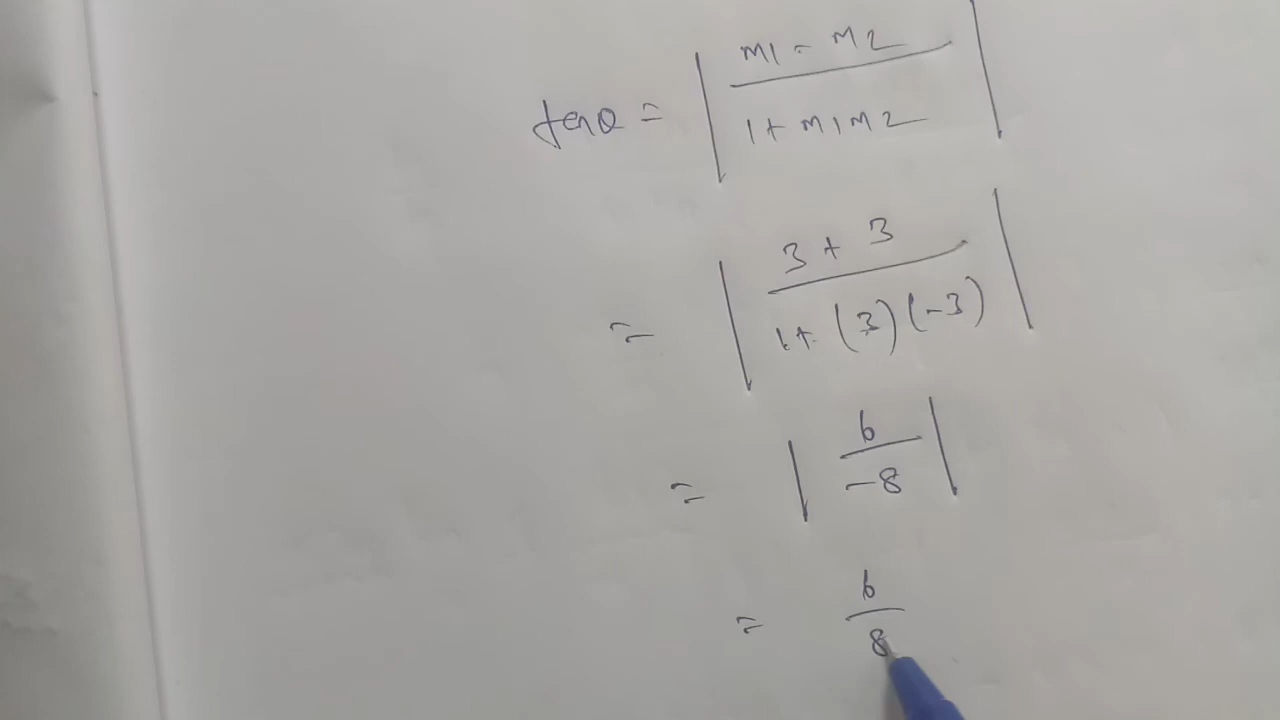 tanθ = | m1 - m2 / 1 + m1m2 |
= | 3 + 3 / 1 + (3)(-3) |
= | 6 / -8 |
= 6 / 8